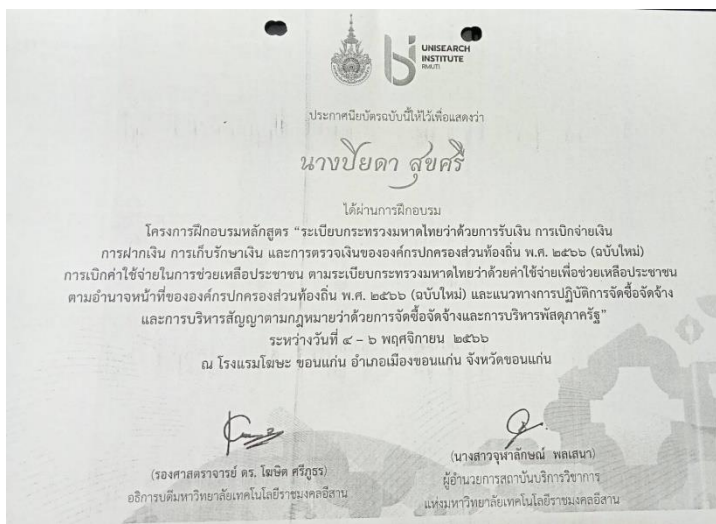 UNISEARCH
INSTITUTE
RMUTI
ประกาศนียบัตรฉบับนี้ให้ไว้เพื่อแสดงว่า
นางปิยดา สุขศรี
ได้ผ่านการฝึกอบรม
โครงการฝึกอบรมหลักสูตร “ระเบียบกระทรวงมหาดไทยว่าด้วยการรับเงิน การเบิกจ่ายเงิน
การฝากเงิน การเก็บรักษาเงิน และการตรวจเงินขององค์กรปกครองส่วนท้องถิ่น พ.ศ. ๒๕๖๖ (ฉบับใหม่)
การเบิกค่าใช้จ่ายในการช่วยเหลือประชาชน ตามระเบียบกระทรวงมหาดไทยว่าด้วยค่าใช้จ่ายเพื่อช่วยเหลือประชาชน
ตามอำนาจหน้าที่ขององค์กรปกครองส่วนท้องถิ่น พ.ศ. ๒๕๖๖ (ฉบับใหม่) และแนวทางการปฏิบัติการจัดซื้อจัดจ้าง
และการบริหารสัญญาตามกฎหมายว่าด้วยการจัดซื้อจัดจ้างและการบริหารพัสดุภาครัฐ”
ระหว่างวันที่ ๔ – ๖ พฤศจิกายน ๒๕๖๖
ณ โรงแรมโฆษะ ขอนแก่น อำเภอเมืองขอนแก่น จังหวัดขอนแก่น
(รองศาสตราจารย์ ดร. โฆษิต ศรีภูธร)
อธิการบดีมหาวิทยาลัยเทคโนโลยีราชมงคลอีสาน
(นางสาวจุฬาลักษณ์ พลเสนา)
ผู้อำนวยการสถาบันบริการวิชาการ
แห่งมหาวิทยาลัยเทคโนโลยีราชมงคลอีสาน